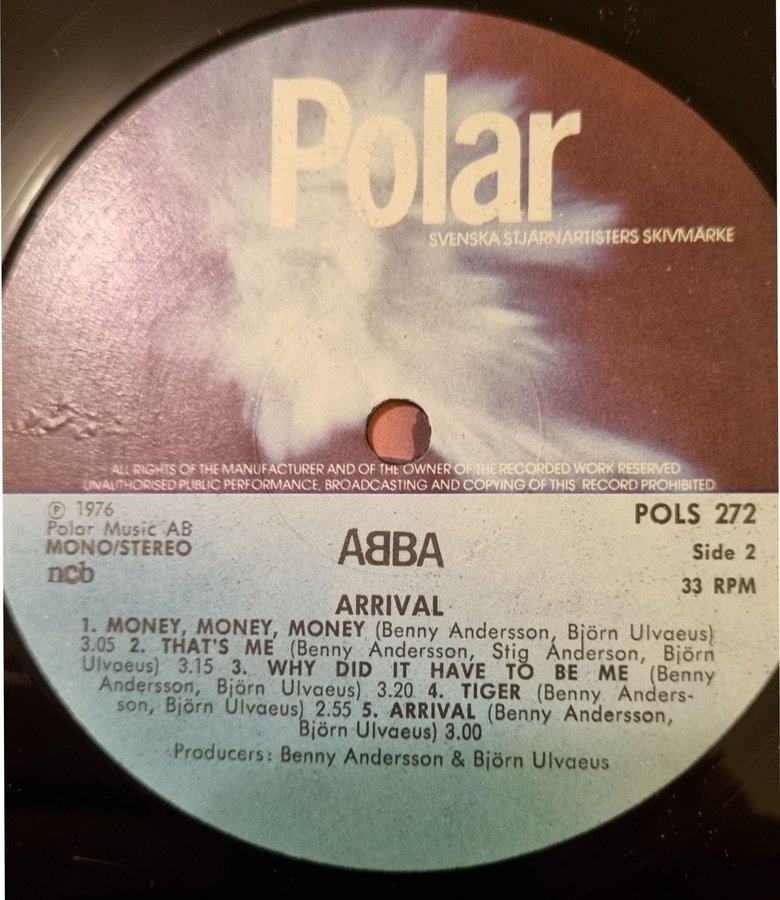 Polar
SVENSKA STJÄRNARTISTERS SKIVMÄRKE
ALL RIGHTS OF THE MANUFACTURER AND OF THE OWNER OF THE RECORDED WORK RESERVED
UNAUTHORISED PUBLIC PERFORMANCE, BROADCASTING AND COPYING OF THIS RECORD PROHIBITED
℗ 1976
Polar Music AB
MONO/STEREO
ncb
POLS 272
Side 2
33 RPM
AᗺBA
ARRIVAL
1. MONEY, MONEY, MONEY (Benny Andersson, Björn Ulvaeus)
3.05 2. THAT'S ME (Benny Andersson, Stig Anderson, Björn
Ulvaeus) 3.15 3. WHY DID IT HAVE TO BE ME (Benny
Andersson, Björn Ulvaeus) 3.20 4. TIGER (Benny Anders-
son, Björn Ulvaeus) 2.55 5. ARRIVAL (Benny Andersson,
Björn Ulvaeus) 3.00
Producers: Benny Andersson & Björn Ulvaeus